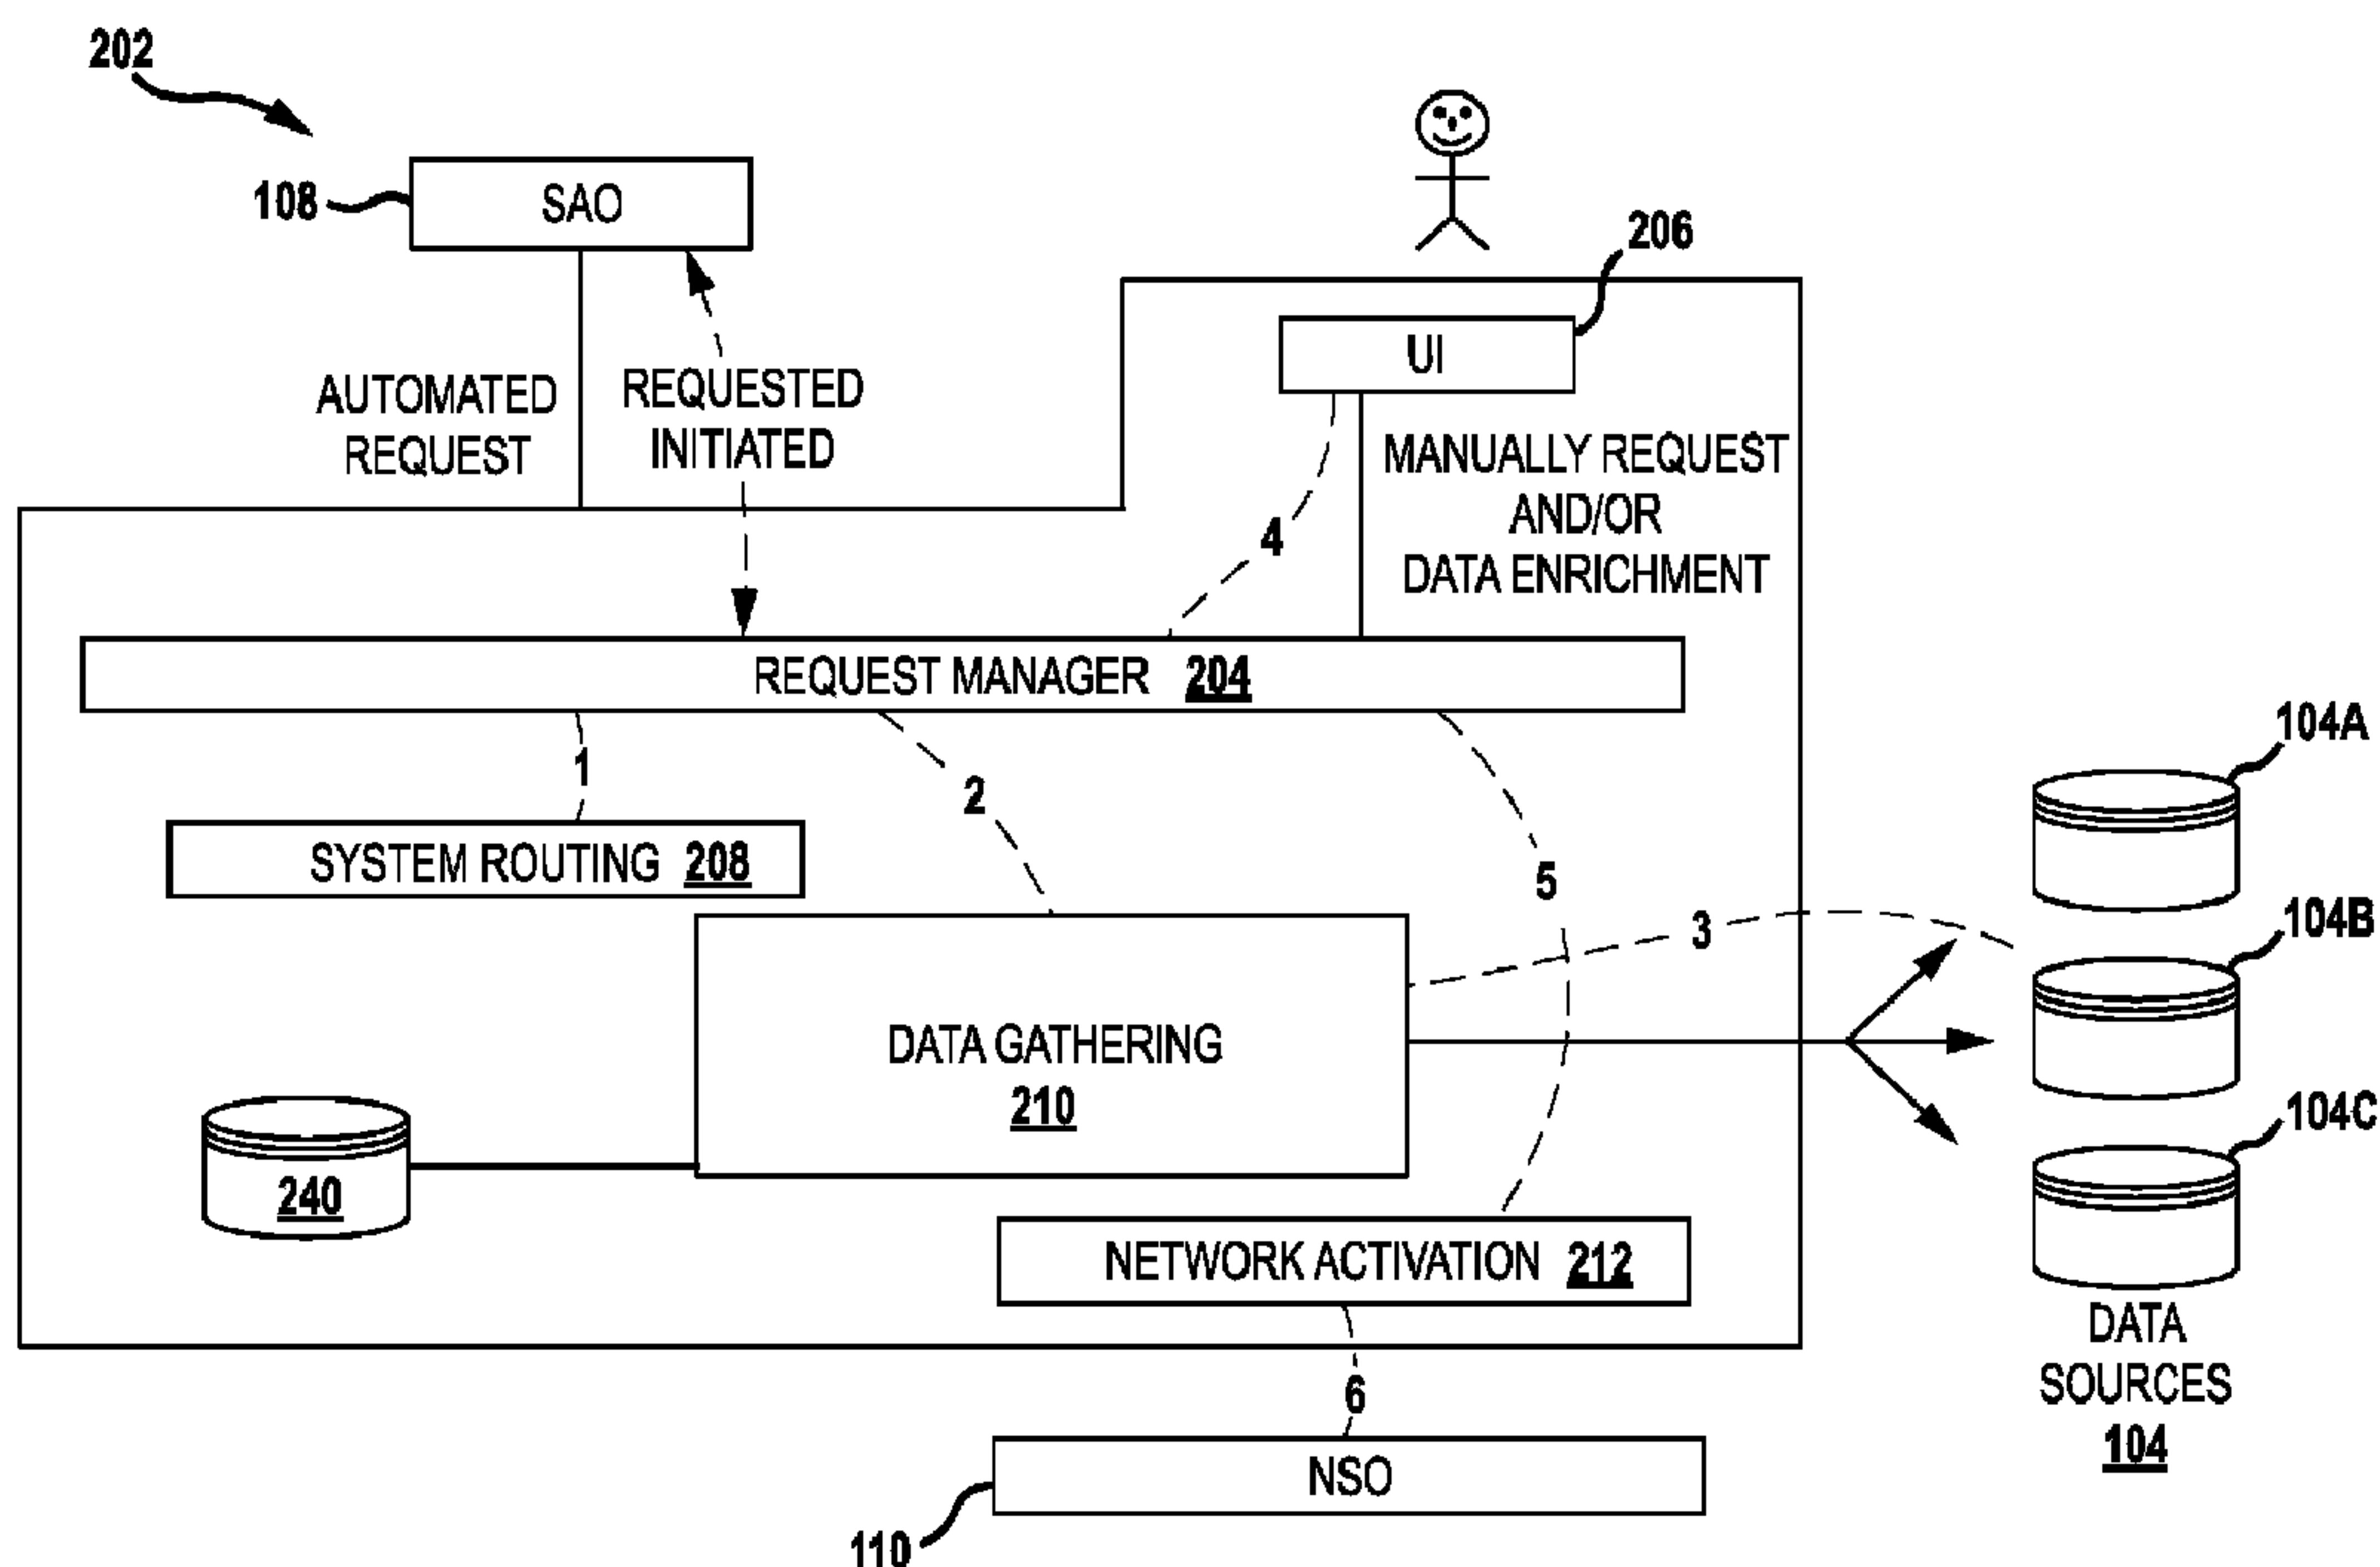 202
108
SAO
206
UI
AUTOMATED
REQUEST
REQUESTED
INITIATED
MANUALLY REQUEST
AND/OR
DATA ENRICHMENT
4
REQUEST MANAGER 204
1
2
SYSTEM ROUTING 208
5
3
104A
104B
104C
DATA GATHERING
210
240
NETWORK ACTIVATION 212
DATA
SOURCES
104
6
NSO
110